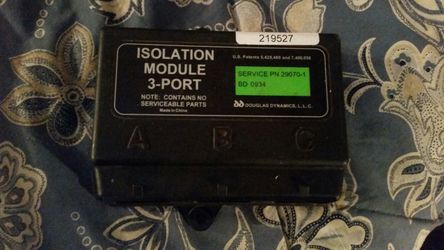 219527
ISOLATION
MODULE
3-PORT
NOTE: CONTAINS NO
SERVICEABLE PARTS
Made in China
U.S. Patents 5,420,480 and 7,400,058
SERVICE PN 29070-1
BD 0934
DOUGLAS DYNAMICS, L.L.C.
A B C